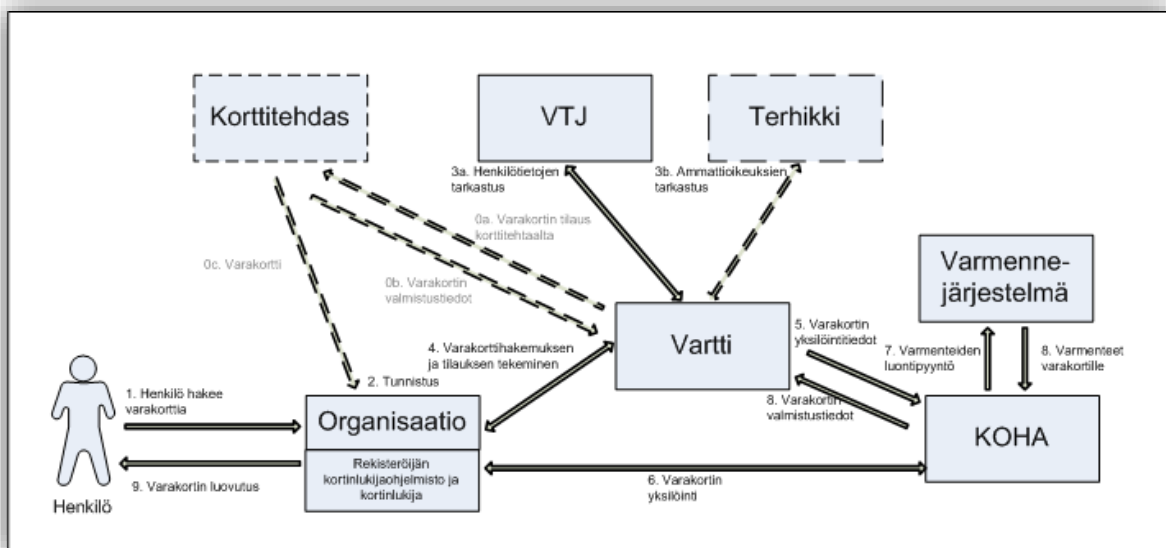 Korttitehdas
VTJ
Terhikki
3a. Henkilötietojen
tarkastus
3b. Ammattioikeuksien
tarkastus
0a. Varakortin tilaus
korttitehtaalta
0c. Varakortti
0b. Varakortin
valmistustiedot
Varmenne-
järjestelmä
Vartti
4. Varakorttihakemuksen
ja tilauksen tekeminen
5. Varakortin
yksilöintitiedot
7. Varmenteiden
luontipyyntö
8. Varmenteet
varakortille
2. Tunnistus
8. Varakortin
valmistustiedot
1. Henkilö hakee
varakorttia
Organisaatio
KOHA
Rekisteröijän
kortinlukijaohjelmisto ja
kortinlukija
6. Varakortin
yksilöinti
9. Varakortin luovutus
Henkilö